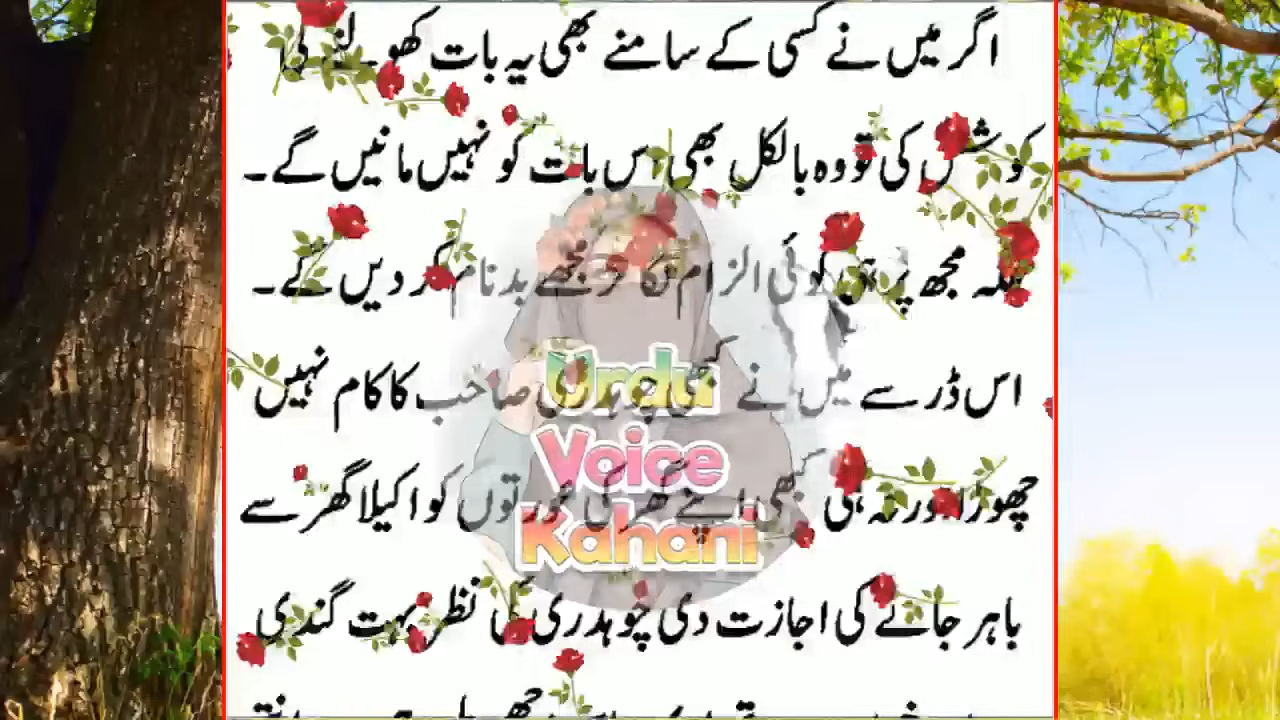 اگر میں نے کسی کے سامنے بھی یہ بات کھولنے کی
کوشش کی تو وہ بالکل بھی اس بات کو نہیں مانیں گے۔
بلکہ مجھ پر ہی کوئی الزام لگا کر مجھے بدنام کر دیں گے۔
اس ڈر سے میں نے کبھی چوہدری صاحب کا کام نہیں
چھوڑا اور نہ ہی کبھی اپنے گھر کی عورتوں کو اکیلا گھر سے
باہر جانے کی اجازت دی چوہدری کی نظر بہت گندی
Urdu
Voice
Kahani